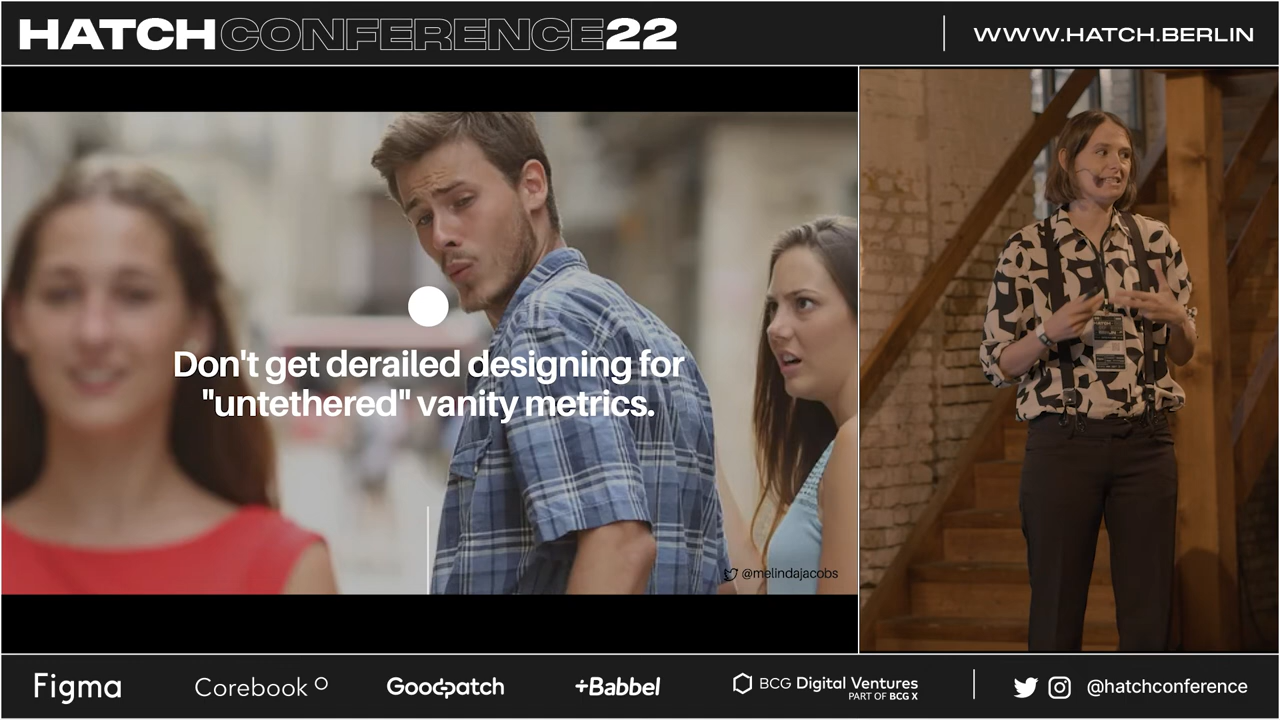 HATCHCONFERENCE22
WWW.HATCH.BERLIN
Don't get derailed designing for
"untethered" vanity metrics.
@melindajacobs
Figma
Corebook
Goodpatch
+Babbel
BCG Digital Ventures
PART OF BCG X
@hatchconference